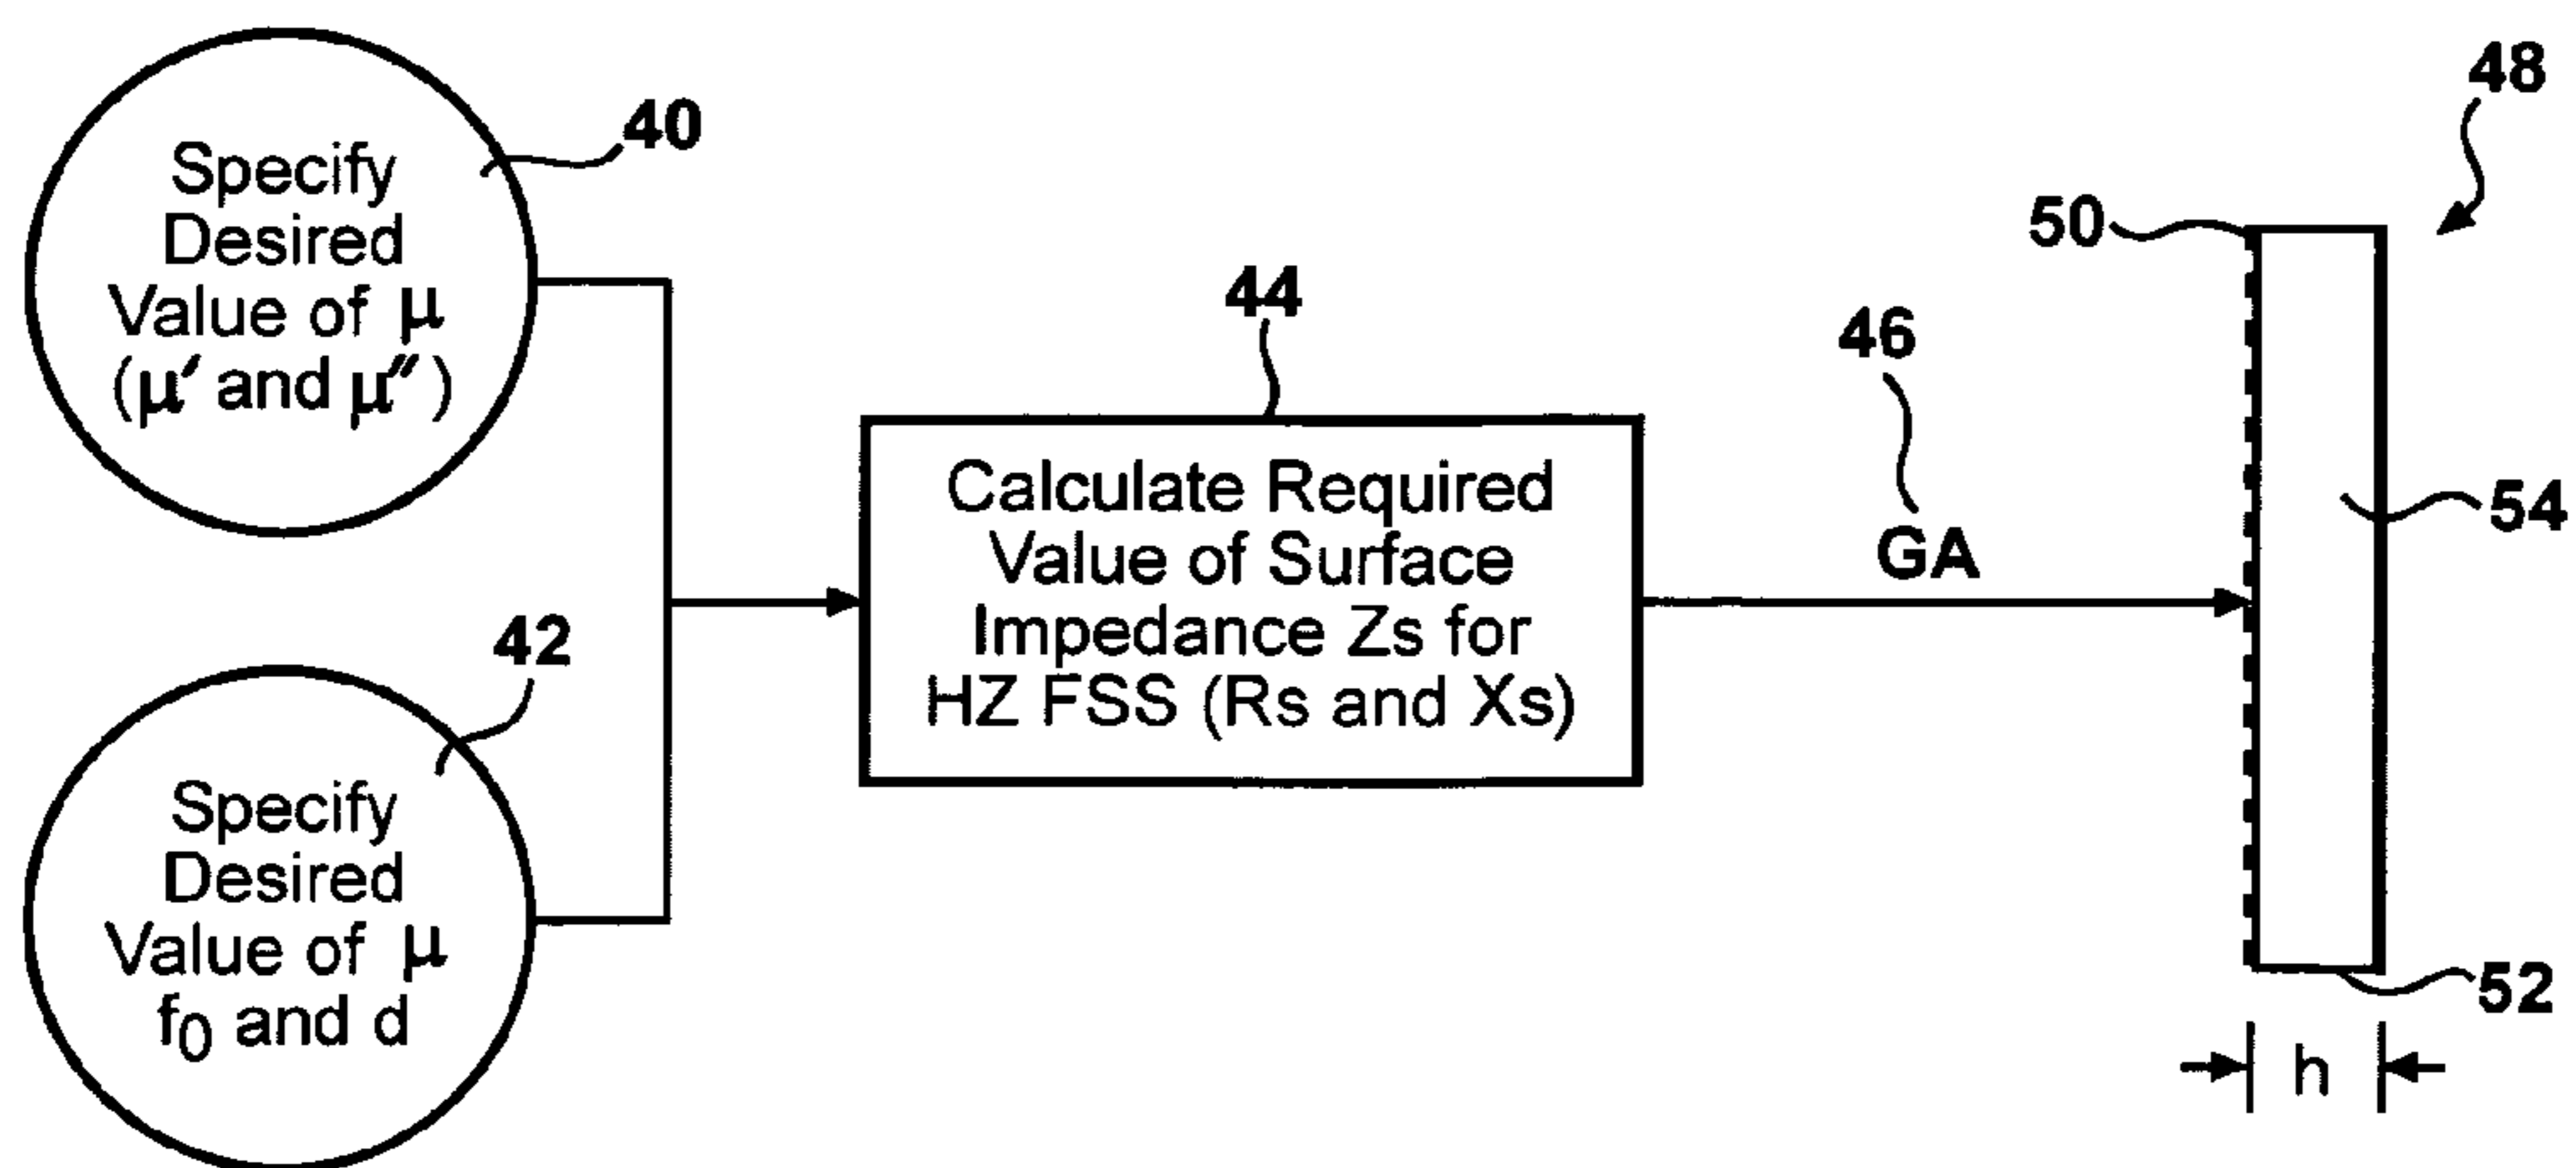 40
Specify
Desired
Value of μ
(μ′ and μ″)
42
Specify
Desired
Value of μ
f₀ and d
44
Calculate Required
Value of Surface
Impedance Zs for
HZ FSS (Rs and Xs)
46
GA
48
50
54
52
h